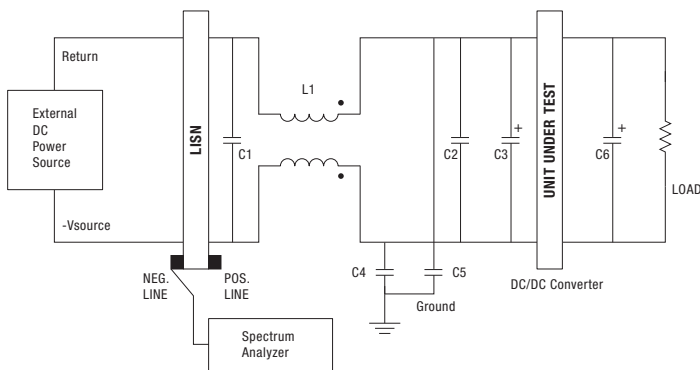 Return
L1
External
DC
Power
Source
LISN
C1
C2
C3
+
UNIT UNDER TEST
C6
+
LOAD
-Vsource
NEG.
LINE
POS.
LINE
C4
C5
Ground
DC/DC Converter
Spectrum
Analyzer